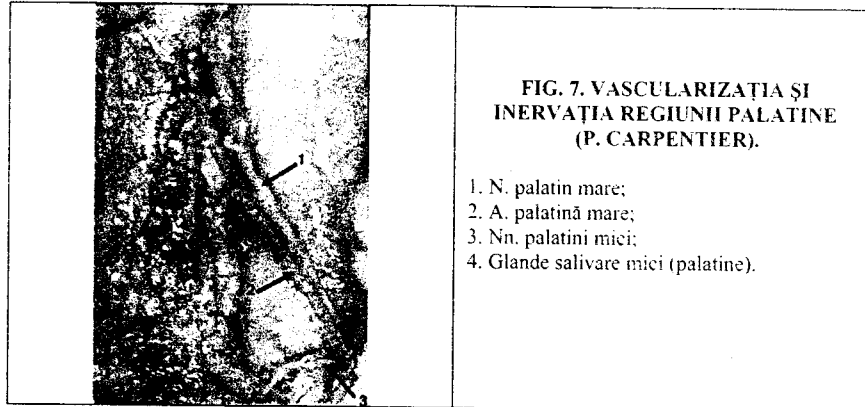 1
3
FIG. 7. VASCULARIZAȚIA ȘI
INERVAȚIA REGIUNII PALATINE
(P. CARPENTIER).
1. N. palatin mare;
2. A. palatină mare;
3. Nn. palatini mici;
4. Glande salivare mici (palatine).